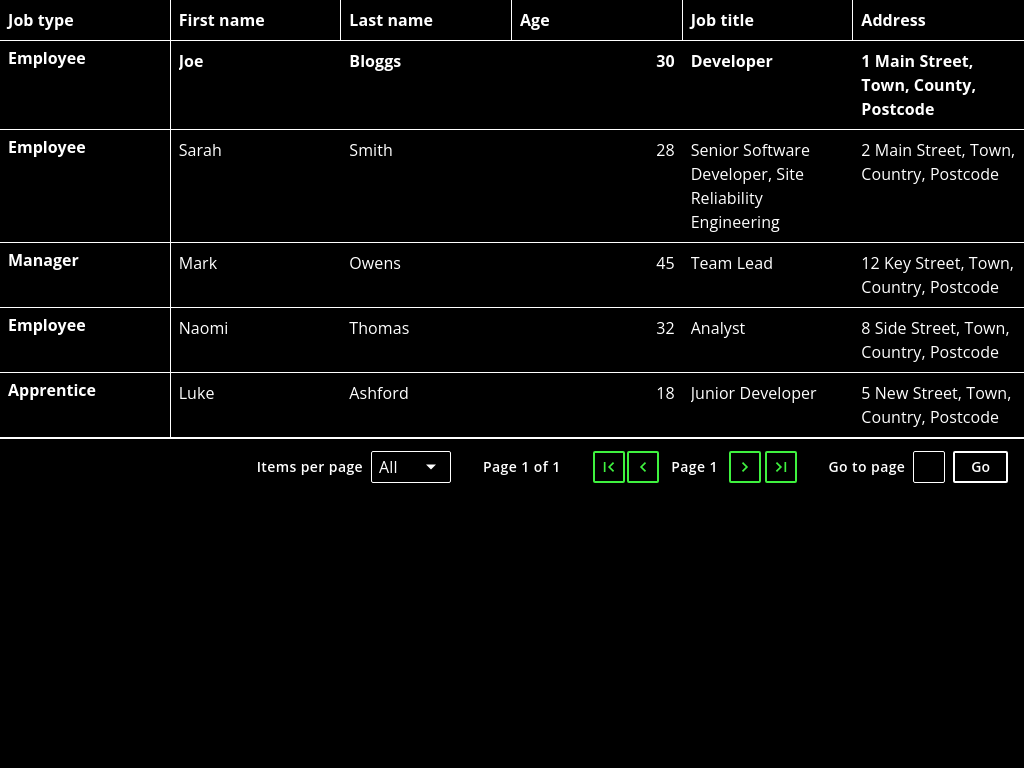 Job type First name Last name Age Job title Address
Employee Joe Bloggs 30 Developer 1 Main Street,
Town, County,
Postcode
Employee Sarah Smith 28 Senior Software 2 Main Street, Town,
Developer, Site Country, Postcode
Reliability
Engineering
Manager Mark Owens 45 Team Lead 12 Key Street, Town,
Country, Postcode
Employee Naomi Thomas 32 Analyst 8 Side Street, Town,
Country, Postcode
Apprentice Luke Ashford 18 Junior Developer 5 New Street, Town,
Country, Postcode
Items per page All Page 1 of 1 Page 1 Go to page Go